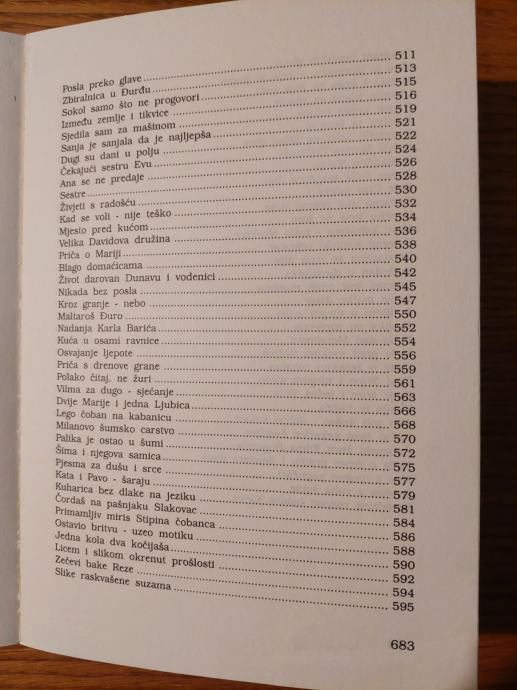 Posla preko glave ... 511
Zbiralnica u Đurđu ... 513
Sokol samo što ne progovori ... 515
Između zemlje i tikvice ... 516
Sjedila sam za mašinom ... 519
Sanja je sanjala da je najljepša ... 521
Dugi su dani u polju ... 522
Čekajući sestru Evu ... 524
Ana se ne predaje ... 526
Sestre ... 528
Živjeti s radošću ... 530
Kad se voli - nije teško ... 532
Mjesto pred kućom ... 534
Velika Davidova družina ... 536
Priča o Mariji ... 538
Blago domaćicama ... 540
Život darovan Dunavu i vodenici ... 542
Nikada bez posla ... 545
Kroz granje - nebo ... 547
Maltaroš Đuro ... 550
Nadanja Karla Barića ... 552
Kuća u osami ravnice ... 554
Osvajanje ljepote ... 556
Priča s drenove grane ... 559
Polako čitaj, ne žuri ... 561
Vilma za dugo - sjećanje ... 563
Dvije Marije i jedna Ljubica ... 566
Lego čoban na kabanicu ... 568
Milanovo šumsko carstvo ... 570
Palika je ostao u šumi ... 572
Šima i njegova samica ... 575
Pjesma za dušu i srce ... 577
Kata i Pavo - šaraju ... 579
Kuharica bez dlake na jeziku ... 581
Ćordaš na pašnjaku Slakovac ... 584
Primamljiv miris Stipina čobanca ... 586
Ostavio britvu - uzeo motiku ... 588
Jedna kola dva kočijaša ... 590
Licem i slikom okrenut prošlosti ... 592
Zečevi bake Reze ... 594
Slike raskvašene suzama ... 595
683